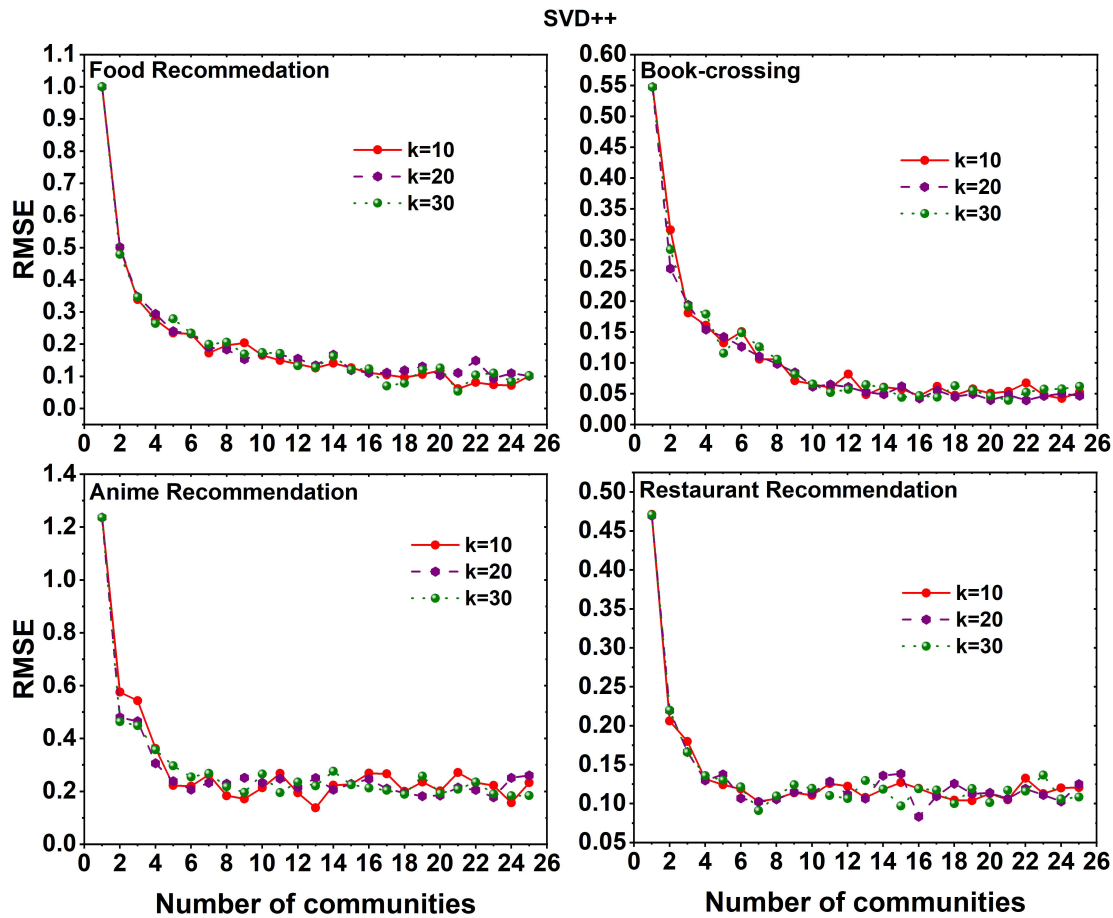 SVD++
Food Recommedation
k=10
k=20
k=30
RMSE
1.1
1.0
0.9
0.8
0.7
0.6
0.5
0.4
0.3
0.2
0.1
0.0
0 2 4 6 8 10 12 14 16 18 20 22 24 26
Book-crossing
k=10
k=20
k=30
0.60
0.55
0.50
0.45
0.40
0.35
0.30
0.25
0.20
0.15
0.10
0.05
0.00
0 2 4 6 8 10 12 14 16 18 20 22 24 26
Anime Recommendation
k=10
k=20
k=30
RMSE
1.4
1.2
1.0
0.8
0.6
0.4
0.2
0.0
0 2 4 6 8 10 12 14 16 18 20 22 24 26
Number of communities
Restaurant Recommendation
k=10
k=20
k=30
0.50
0.45
0.40
0.35
0.30
0.25
0.20
0.15
0.10
0.05
0 2 4 6 8 10 12 14 16 18 20 22 24 26
Number of communities